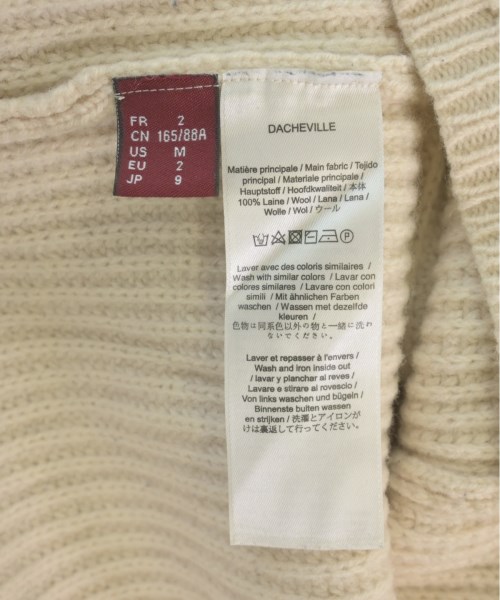 FR 2
CN 165/88A
US M
EU 2
JP 9
DACHEVILLE
Matière principale / Main fabric / Tejido
principal / Materiale principale /
Hauptstoff / Hoofdkwaliteit / 本体
100% Laine / Wool / Lana / Lana /
Wolle / Wol / ウール
Laver avec des coloris similaires /
Wash with similar colors / Lavar con
colores similares / Lavare con colori
simili / Mit ähnlichen Farben
waschen / Wassen met dezelfde
kleuren /
色物は同系色以外の物と一緒に洗わ
ないでください。
Laver et repasser à l'envers /
Wash and iron inside out
/ lavar y planchar al reves /
Lavare e stirare al rovescio /
Von links waschen und bügeln /
Binnenste buiten wassen
en strijken / 洗濯とアイロンが
けは裏返して行ってください。